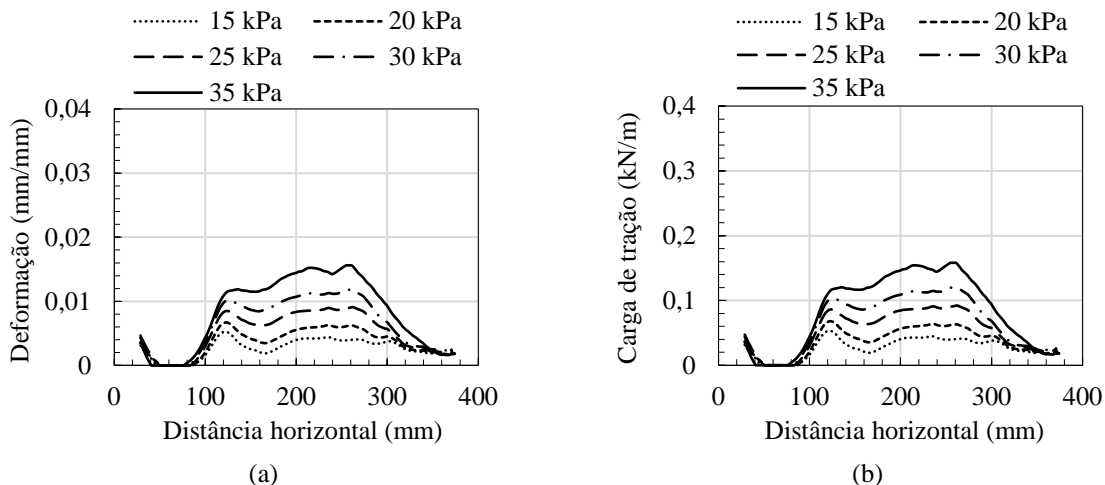 15 kPa 20 kPa
25 kPa 30 kPa
35 kPa
0,04
0,03
0,02
0,01
0
0 100 200 300 400
Deformação (mm/mm)
Distância horizontal (mm)
(a)
15 kPa 20 kPa
25 kPa 30 kPa
35 kPa
0,4
0,3
0,2
0,1
0
0 100 200 300 400
Carga de tração (kN/m)
Distância horizontal (mm)
(b)